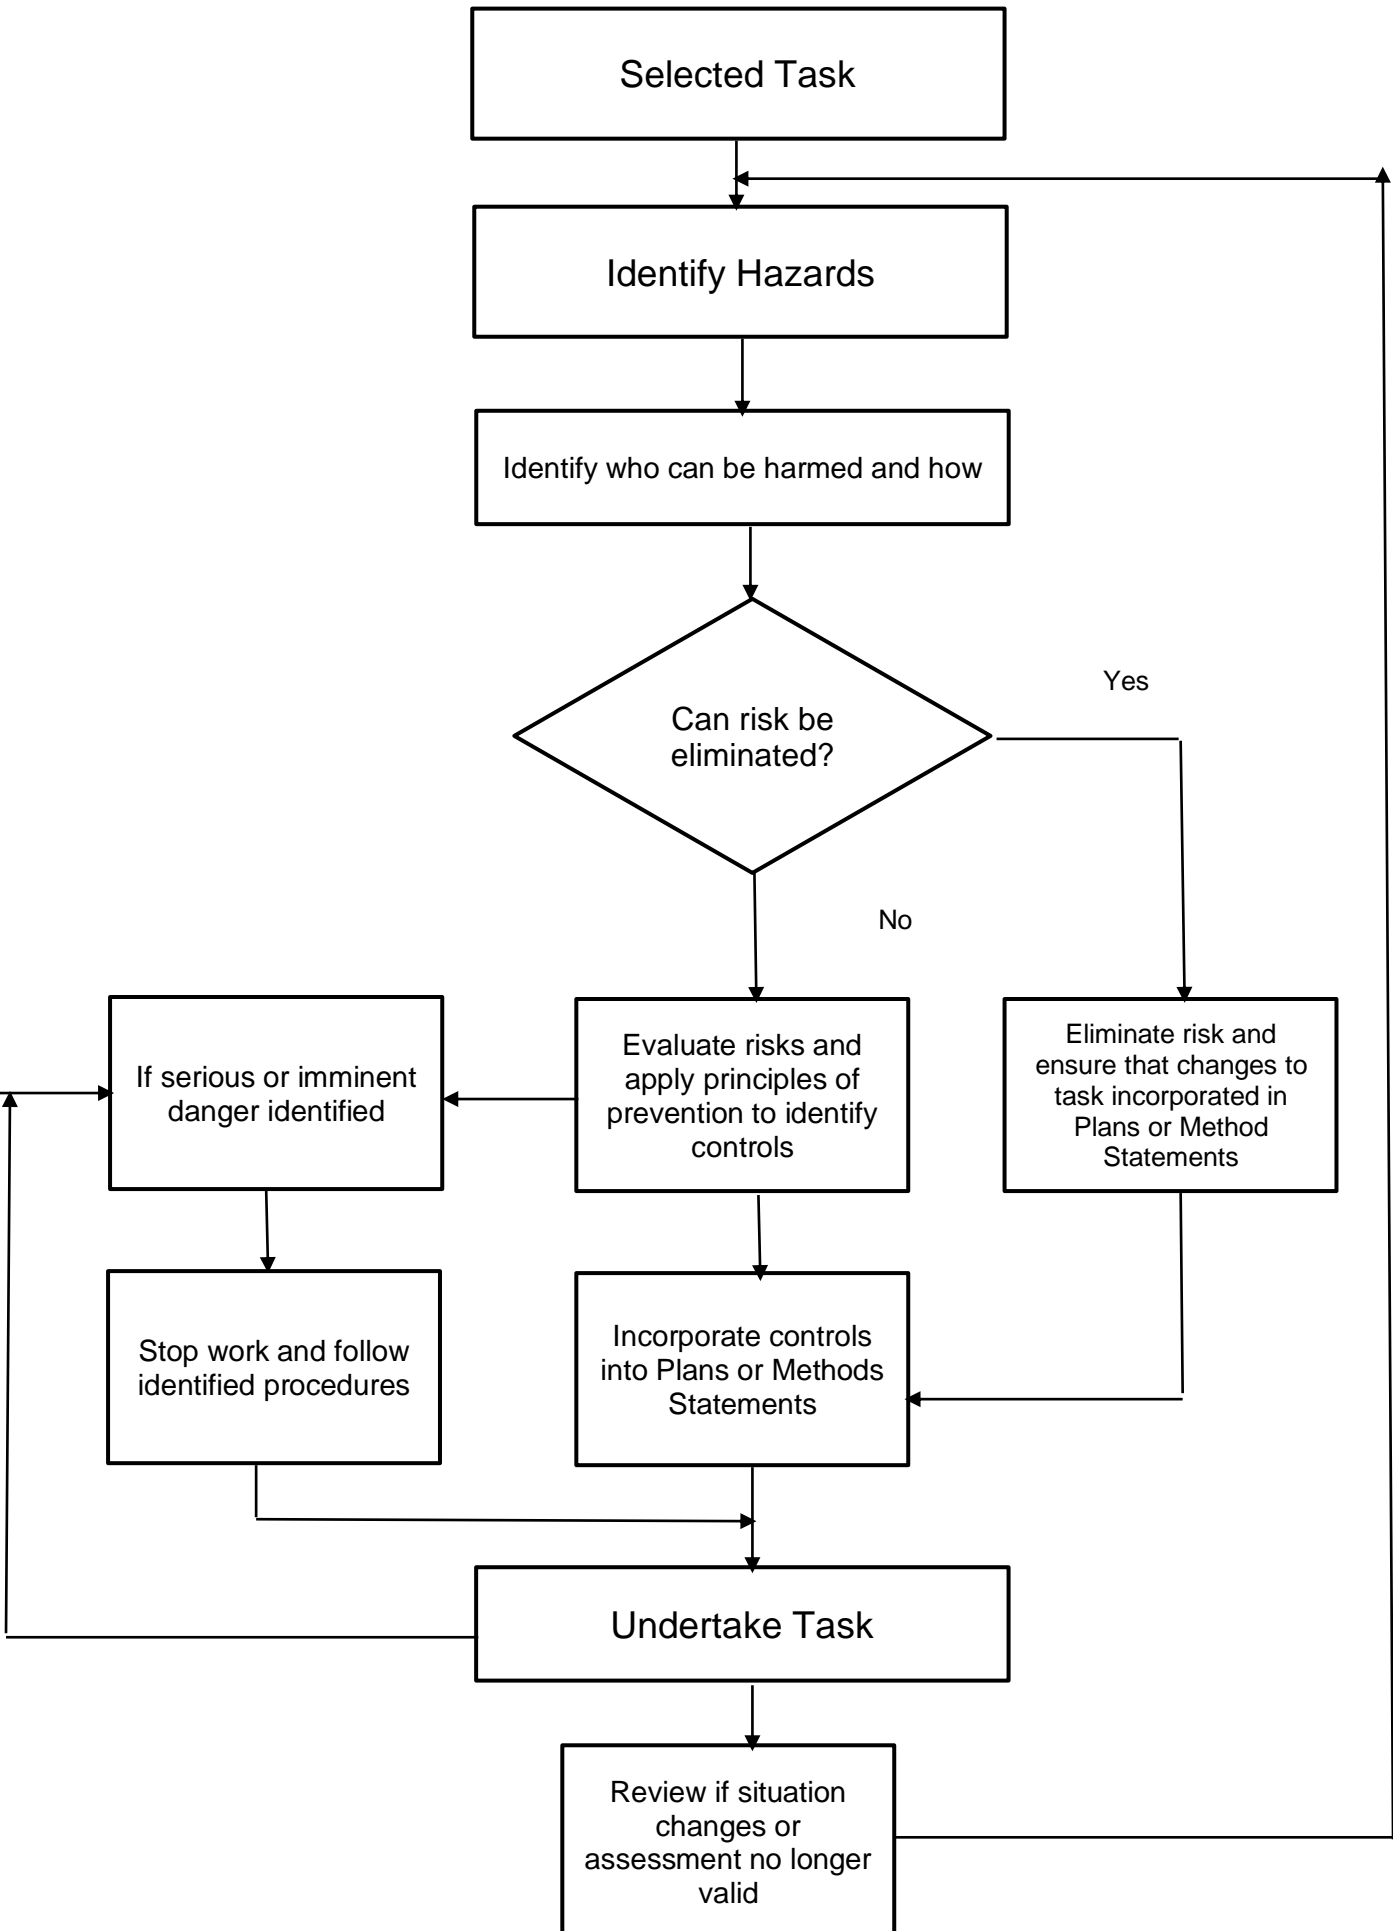 Selected Task
Identify Hazards
Identify who can be harmed and how
Can risk be
eliminated?
Yes
No
If serious or imminent
danger identified
Evaluate risks and
apply principles of
prevention to identify
controls
Eliminate risk and
ensure that changes to
task incorporated in
Plans or Method
Statements
Stop work and follow
identified procedures
Incorporate controls
into Plans or Methods
Statements
Undertake Task
Review if situation
changes or
assessment no longer
valid